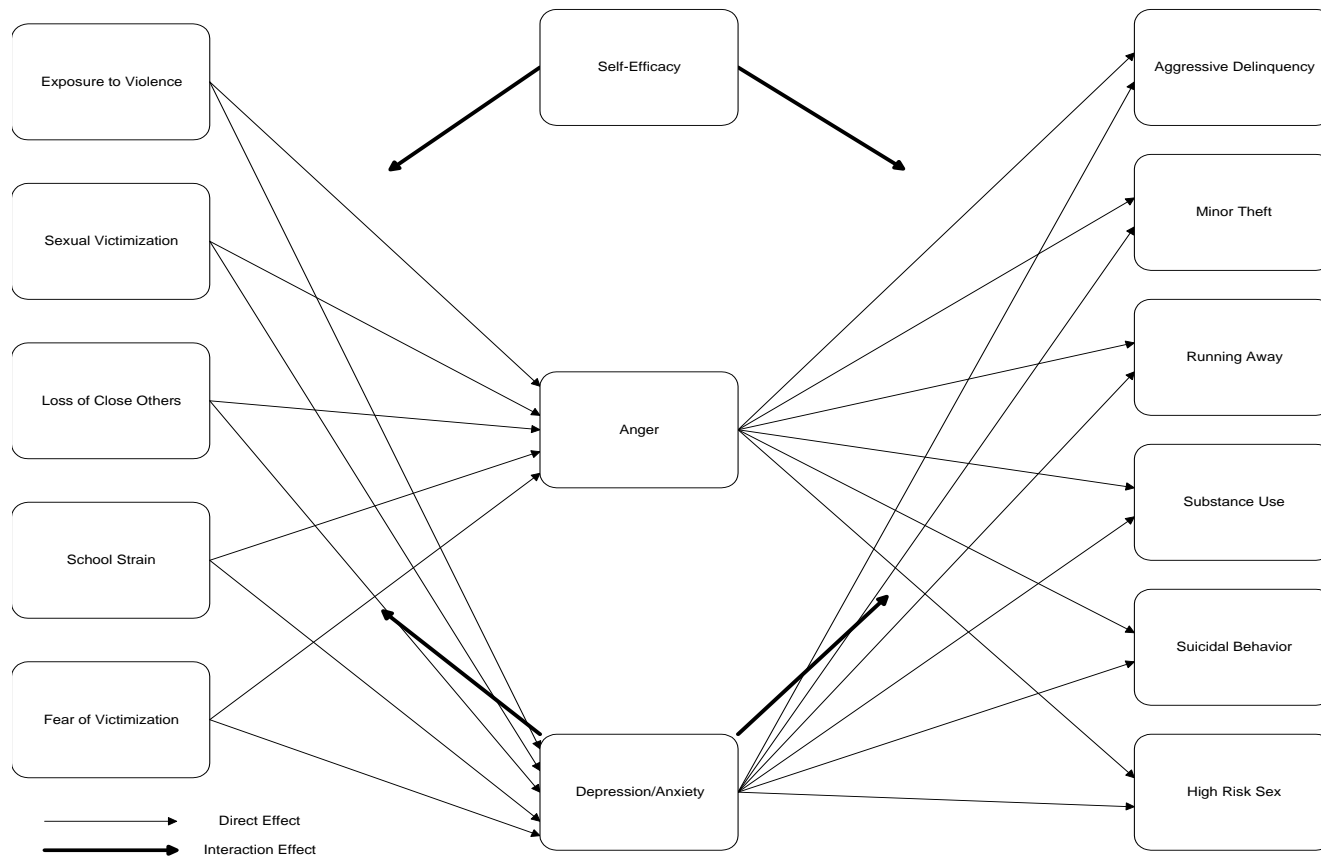 Exposure to Violence
Sexual Victimization
Loss of Close Others
School Strain
Fear of Victimization
Self-Efficacy
Anger
Depression/Anxiety
Aggressive Delinquency
Minor Theft
Running Away
Substance Use
Suicidal Behavior
High Risk Sex
Direct Effect
Interaction Effect